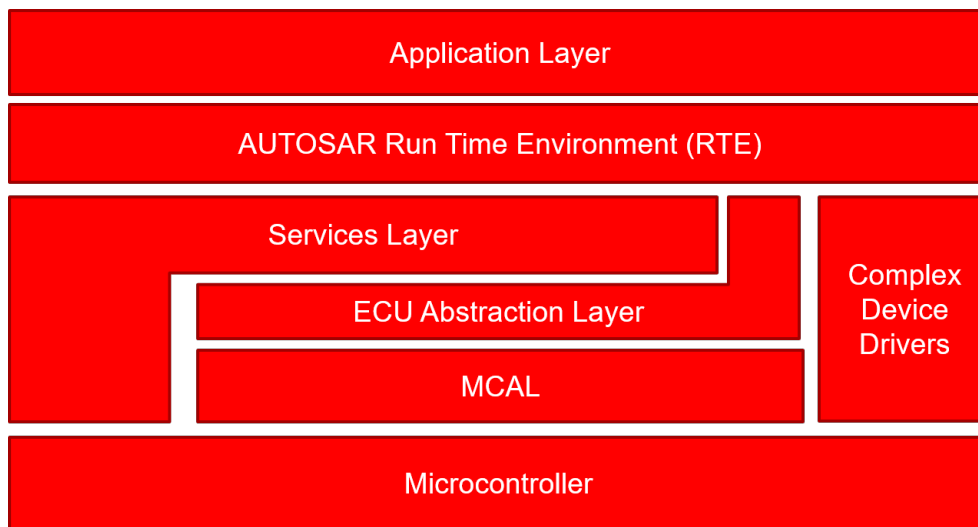 Application Layer
AUTOSAR Run Time Environment (RTE)
Services Layer
ECU Abstraction Layer
MCAL
Complex
Device
Drivers
Microcontroller